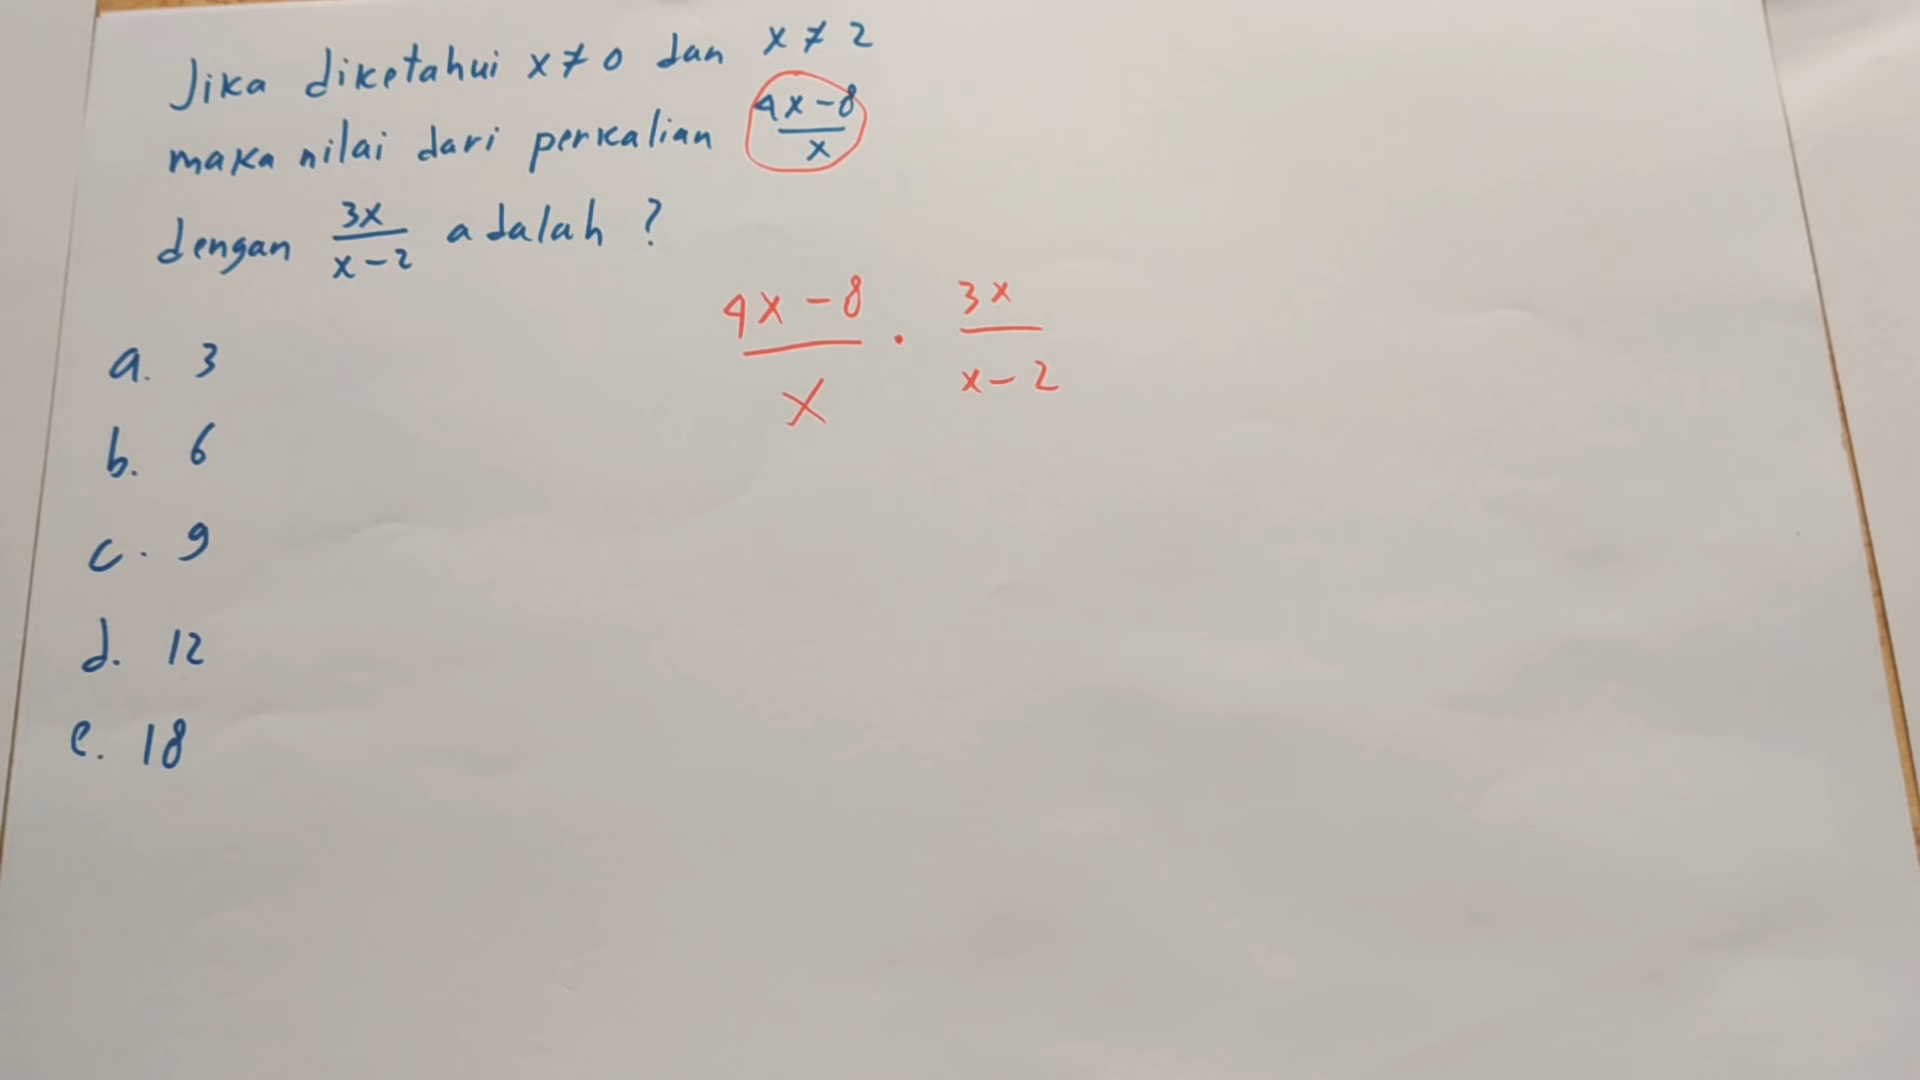 Jika diketahui x ≠ 0 dan x ≠ 2
maka nilai dari perkalian (4x-8)/x
dengan 3x/(x-2) adalah ?
(4x-8)/x · 3x/(x-2)
a. 3
b. 6
c. 9
d. 12
e. 18